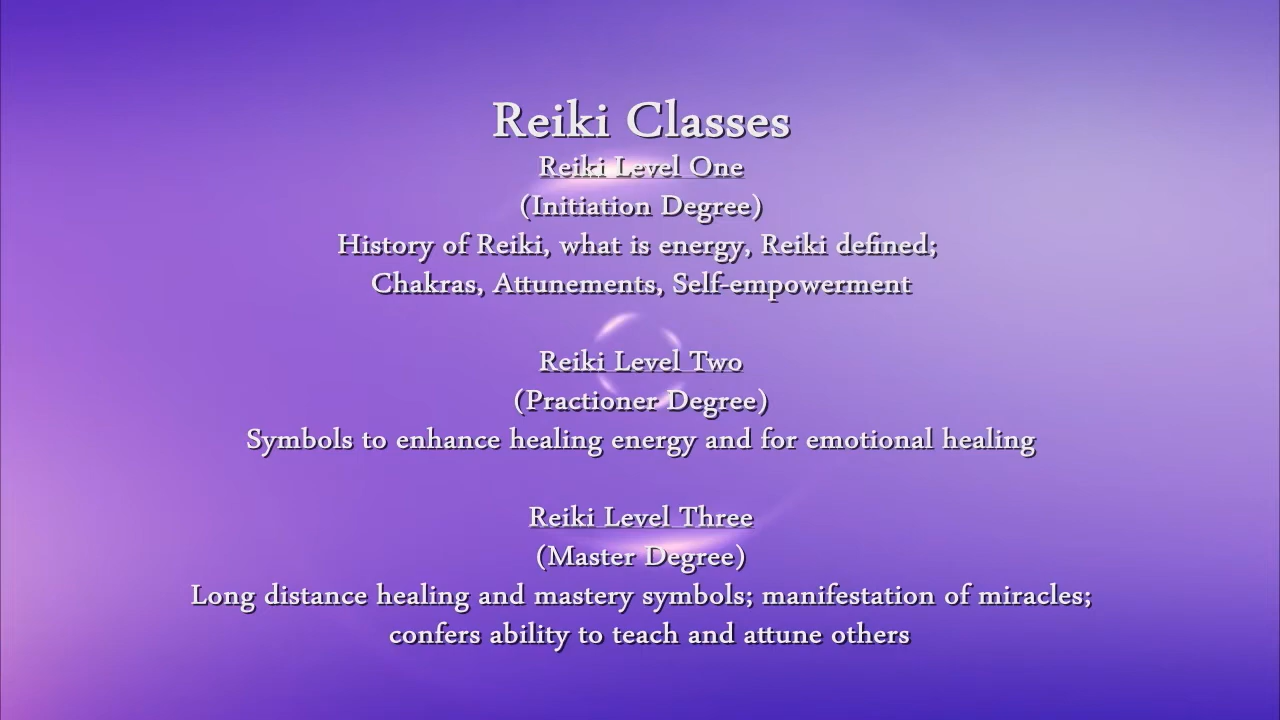 Reiki Classes
Reiki Level One
(Initiation Degree)
History of Reiki, what is energy, Reiki defined;
Chakras, Attunements, Self-empowerment
Reiki Level Two
(Practioner Degree)
Symbols to enhance healing energy and for emotional healing
Reiki Level Three
(Master Degree)
Long distance healing and mastery symbols; manifestation of miracles;
confers ability to teach and attune others